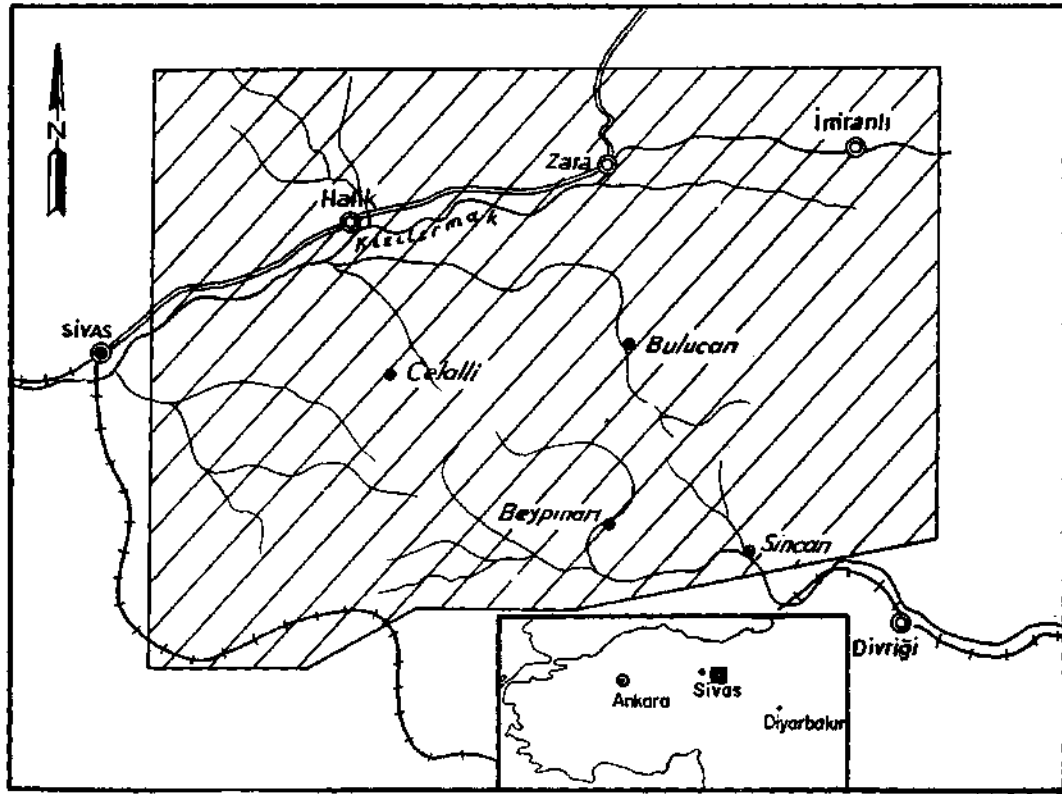 N
İmranlı
Zara
Hafik
Kızılırmak
SİVAS
Bulucan
Celalli
Beypınarı
Sincan
Divriği
Ankara
Sivas
Diyarbakır